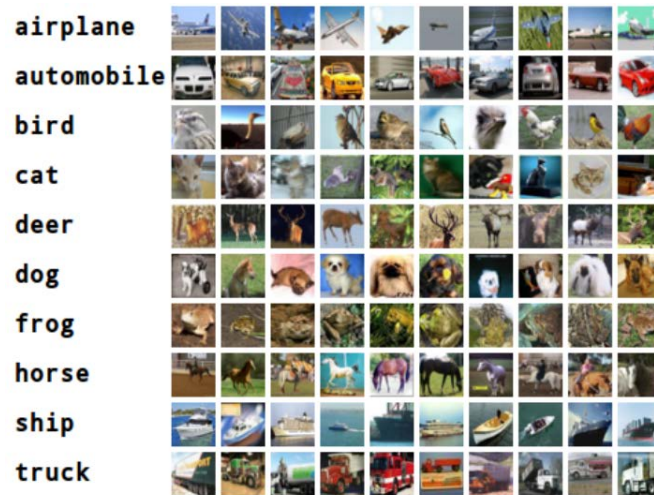 airplane
automobile
bird
cat
deer
dog
frog
horse
ship
truck